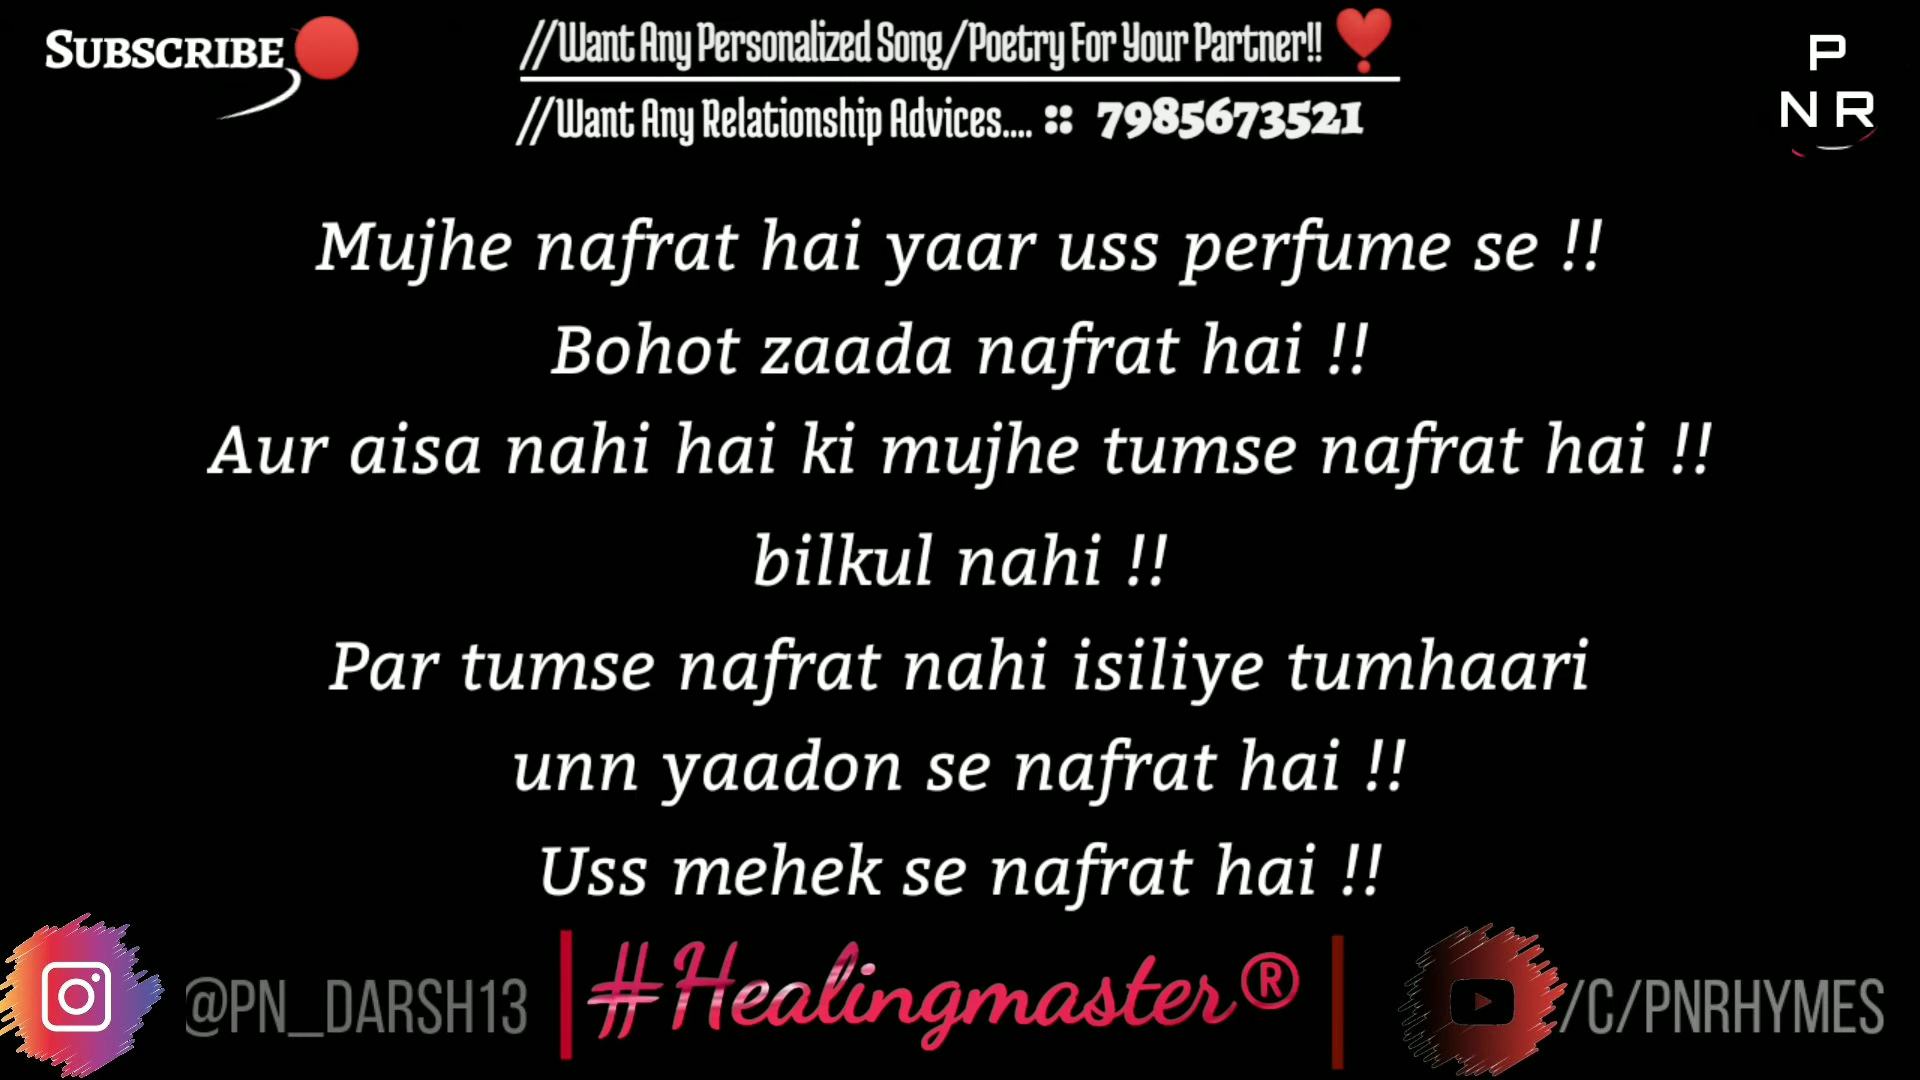 SUBSCRIBE
//Want Any Personalized Song/Poetry For Your Partner!!
//Want Any Relationship Advices.... :: 7985673521
P
NR
Mujhe nafrat hai yaar uss perfume se !!
Bohot zaada nafrat hai !!
Aur aisa nahi hai ki mujhe tumse nafrat hai !!
bilkul nahi !!
Par tumse nafrat nahi isiliye tumhaari
unn yaadon se nafrat hai !!
Uss mehek se nafrat hai !!
@PN_DARSH13
#Healingmaster®
/C/PNRHYMES